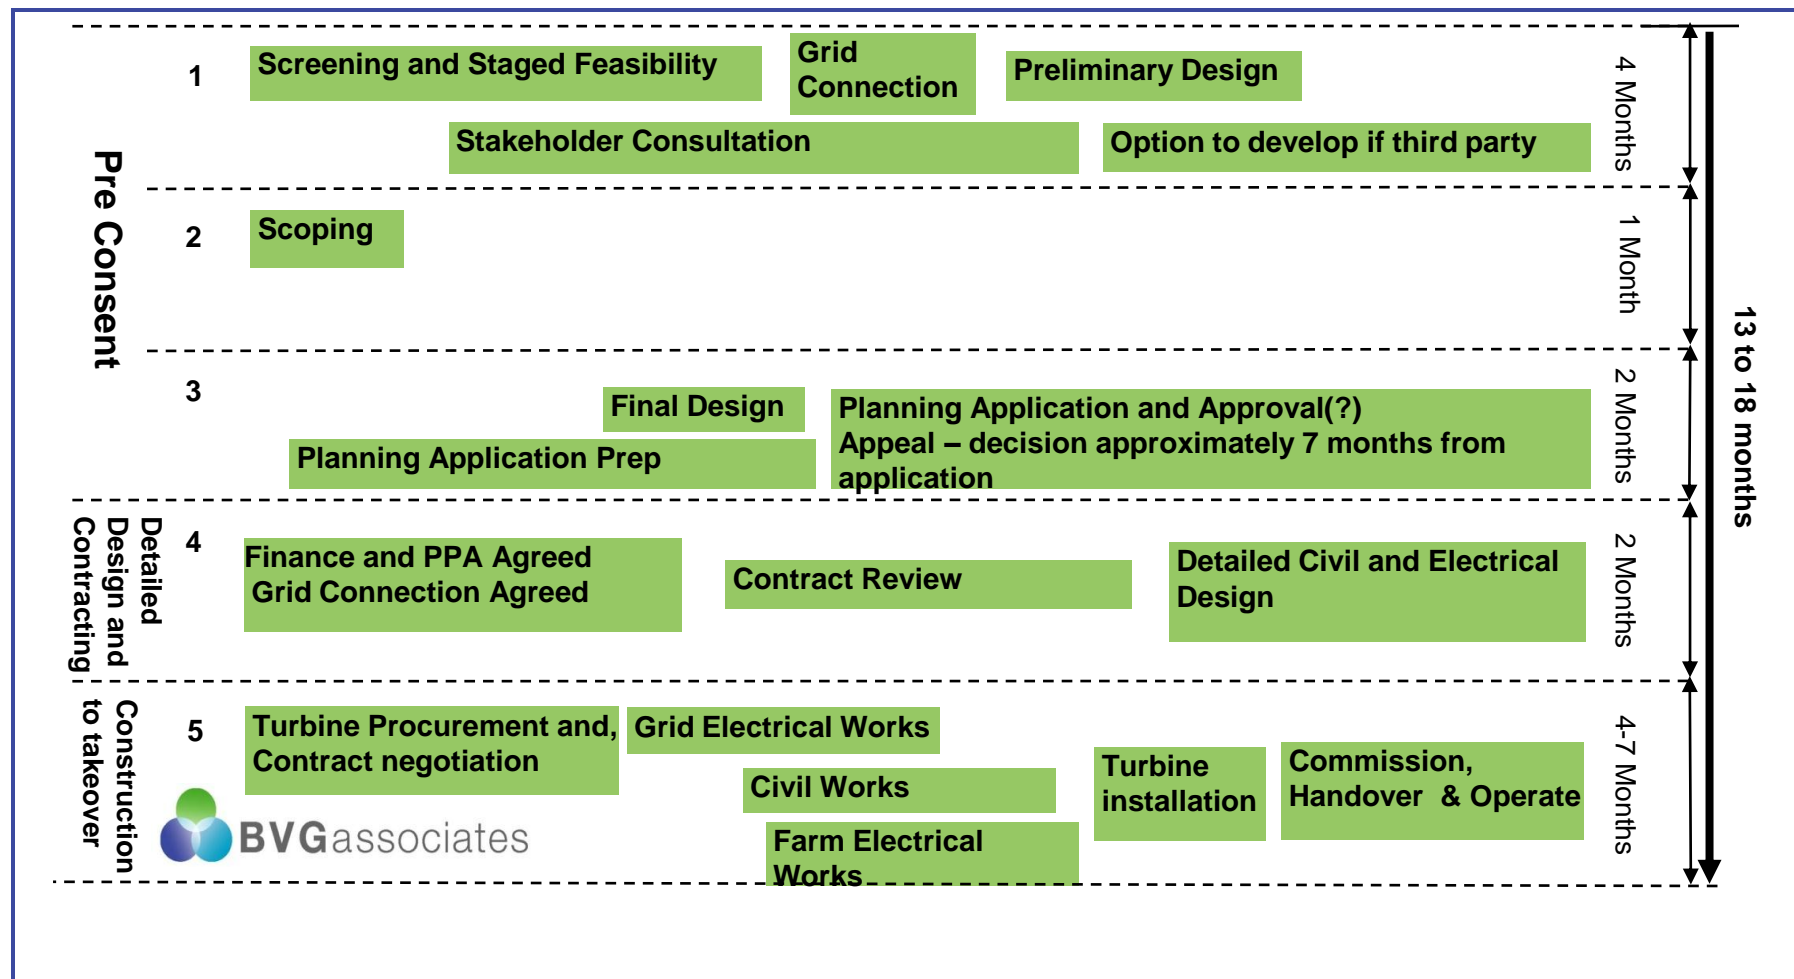 Pre Consent
1
Screening and Staged Feasibility
Grid
Connection
Preliminary Design
Stakeholder Consultation
Option to develop if third party
4 Months
2
Scoping
1 Month
3
Final Design
Planning Application Prep
Planning Application and Approval(?)
Appeal – decision approximately 7 months from
application
2 Months
Detailed
Design and
Contracting
4
Finance and PPA Agreed
Grid Connection Agreed
Contract Review
Detailed Civil and Electrical
Design
2 Months
Construction
to takeover
5
Turbine Procurement and,
Contract negotiation
Grid Electrical Works
Civil Works
Farm Electrical
Works
Turbine
installation
Commission,
Handover & Operate
4-7 Months
13 to 18 months
BVGassociates